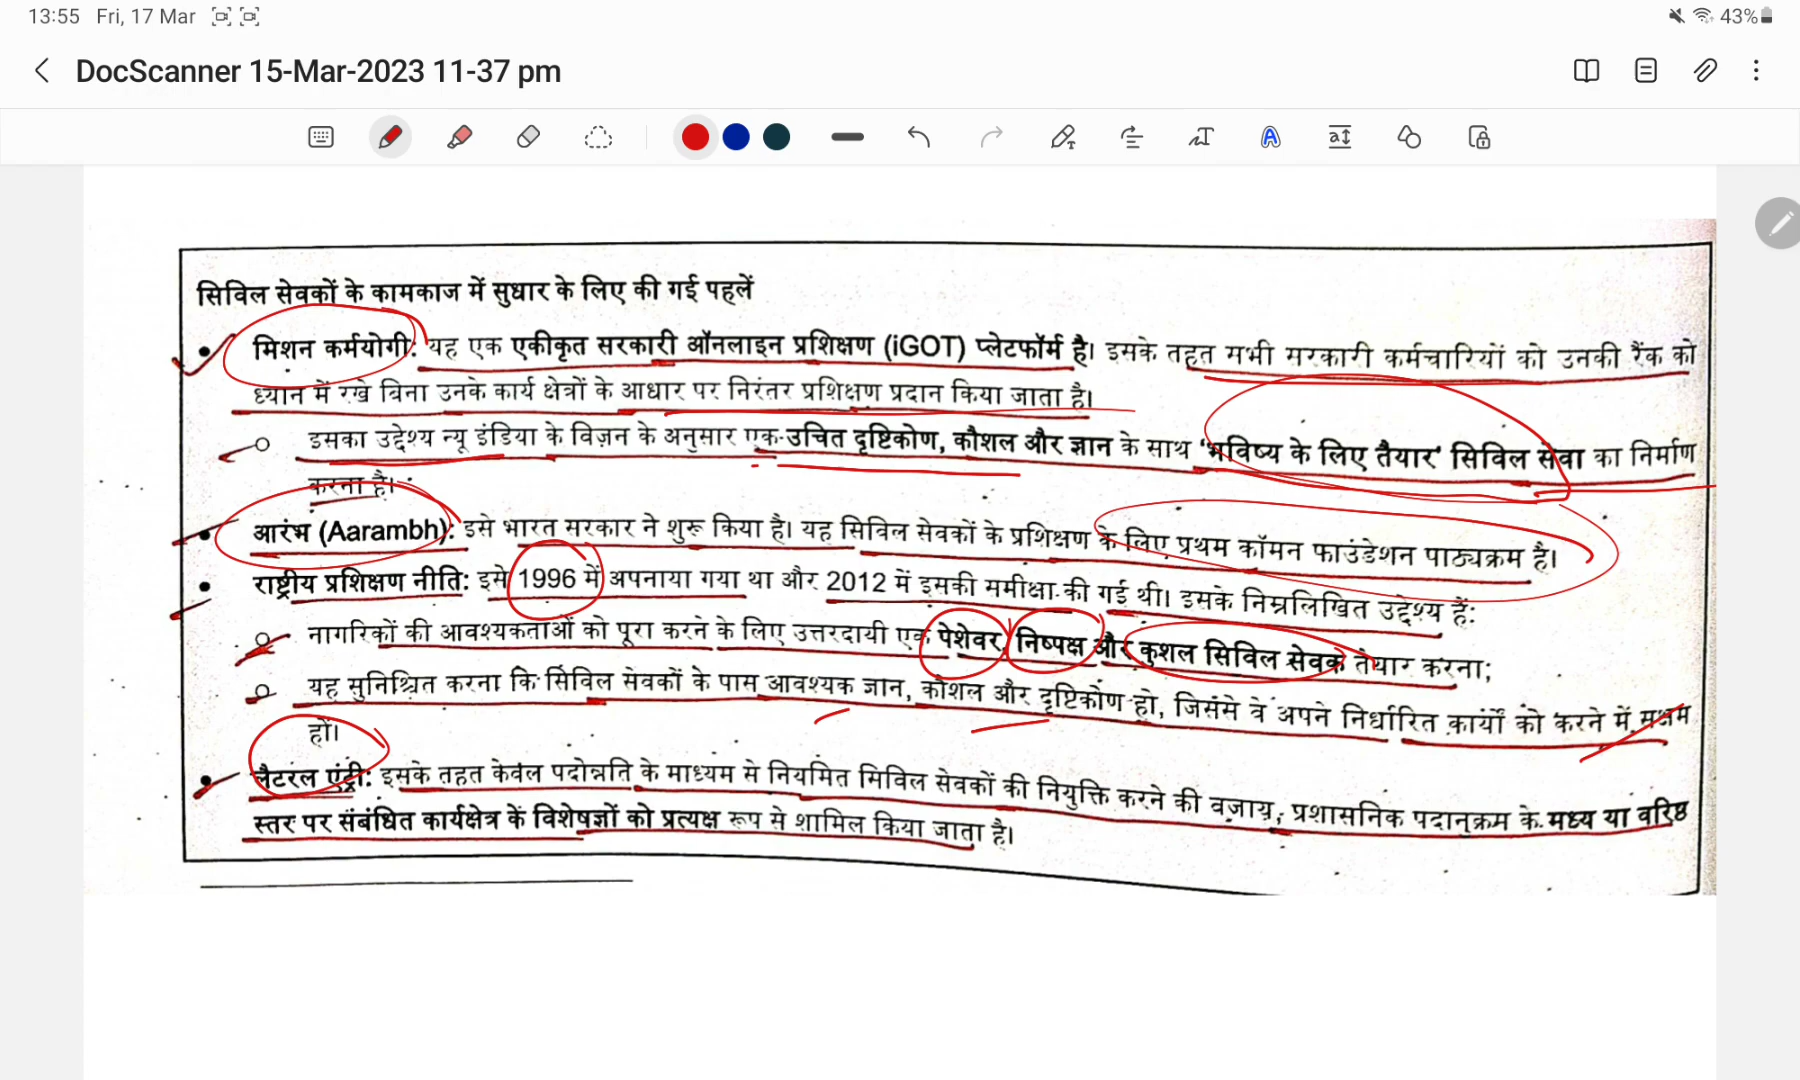 13:55 Fri, 17 Mar 43%
DocScanner 15-Mar-2023 11-37 pm
सिविल सेवकों के कामकाज में सुधार के लिए की गई पहलें
• मिशन कर्मयोगी: यह एक एकीकृत सरकारी ऑनलाइन प्रशिक्षण (iGOT) प्लेटफॉर्म है। इसके तहत सभी सरकारी कर्मचारियों को उनकी रैंक को
ध्यान में रखे बिना उनके कार्य क्षेत्रों के आधार पर निरंतर प्रशिक्षण प्रदान किया जाता है।
o इसका उद्देश्य न्यू इंडिया के विज़न के अनुसार एक उचित दृष्टिकोण, कौशल और ज्ञान के साथ 'भविष्य के लिए तैयार' सिविल सेवा का निर्माण
करना है।
• आरंभ (Aarambh): इसे भारत सरकार ने शुरू किया है। यह सिविल सेवकों के प्रशिक्षण के लिए प्रथम कॉमन फाउंडेशन पाठ्यक्रम है।
• राष्ट्रीय प्रशिक्षण नीति: इसे 1996 में अपनाया गया था और 2012 में इसकी समीक्षा की गई थी। इसके निम्नलिखित उद्देश्य हैं:
o नागरिकों की आवश्यकताओं को पूरा करने के लिए उत्तरदायी एक पेशेवर, निष्पक्ष और कुशल सिविल सेवक तैयार करना;
o यह सुनिश्चित करना कि सिविल सेवकों के पास आवश्यक ज्ञान, कौशल और दृष्टिकोण हो, जिससे वे अपने निर्धारित कार्यों को करने में सक्षम
हों।
• लैटरल एंट्री: इसके तहत केवल पदोन्नति के माध्यम से नियमित सिविल सेवकों की नियुक्ति करने की बजाय, प्रशासनिक पदानुक्रम के मध्य या वरिष्ठ
स्तर पर संबंधित कार्यक्षेत्र के विशेषज्ञों को प्रत्यक्ष रूप से शामिल किया जाता है।